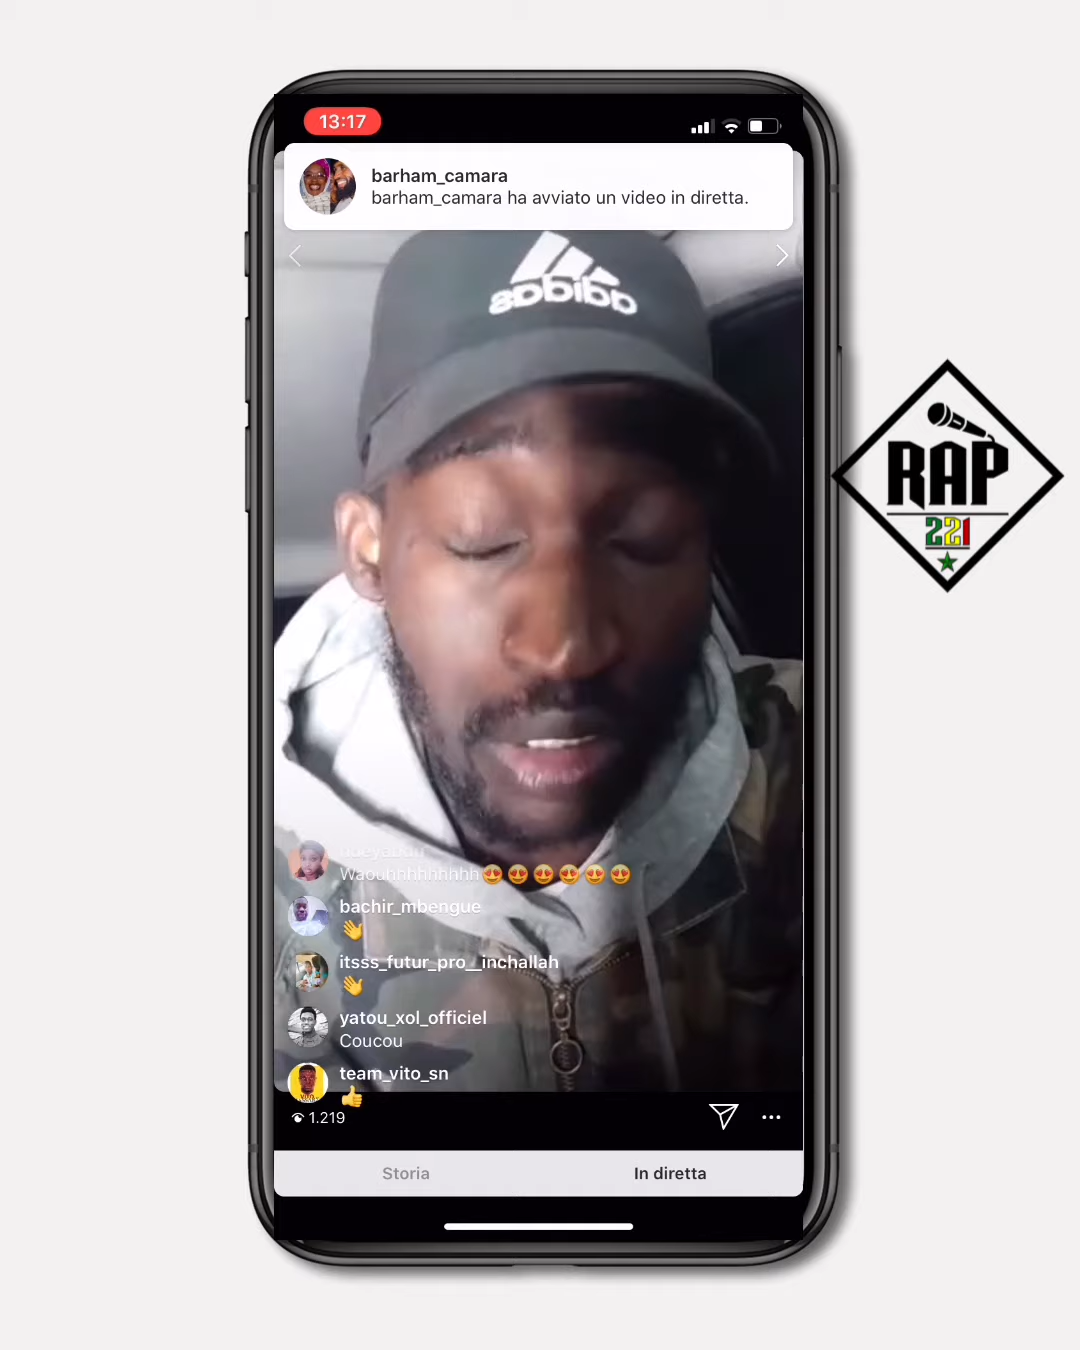 13:17
barham_camara
barham_camara ha avviato un video in diretta.
adidas
RAP
221
Waouhhhhhhhhh😍😍😍😍😍😍
bachir_mbengue
👋
itsss_futur_pro__inchallah
👋
yatou_xol_officiel
Coucou
team_vito_sn
👍
1.219
Storia
In diretta